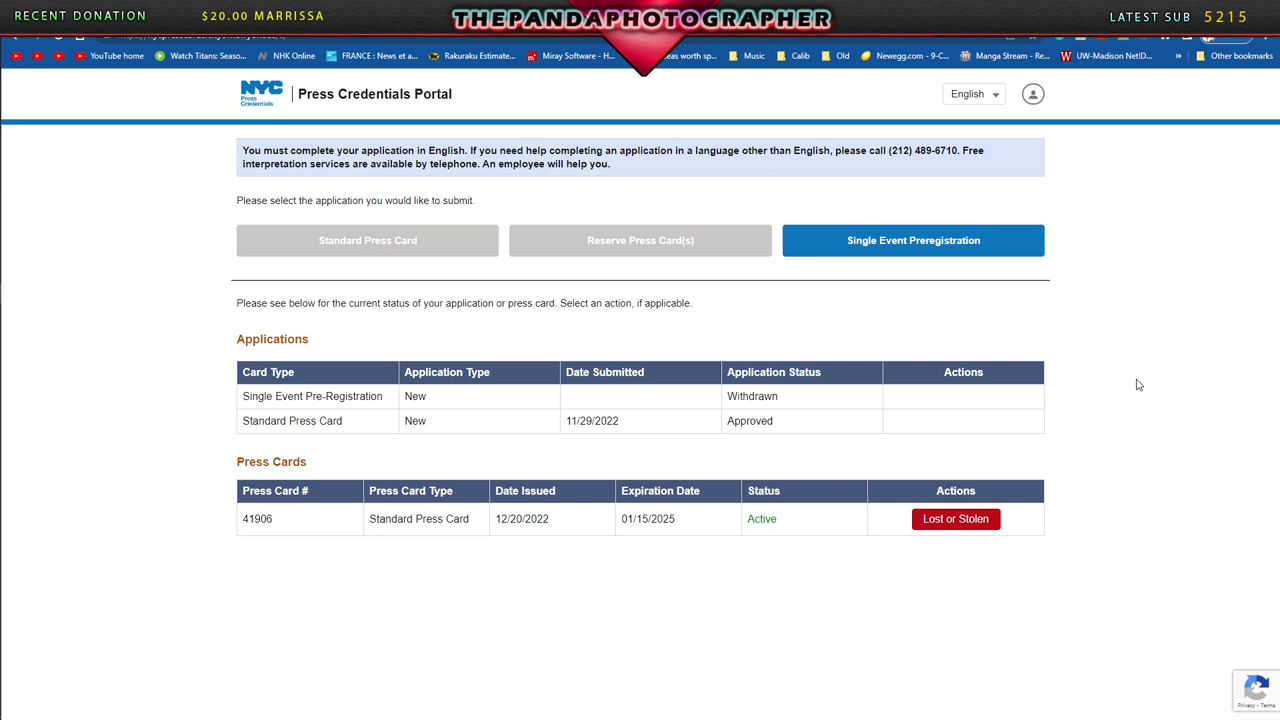 RECENT DONATION $20.00 MARRISSA THEPANDAPHOTOGRAPHER LATEST SUB 5215
YouTube home Watch Titans Seaso... NHK Online FRANCE : News et a... Rakuraku Estimate... Miray Software - H... eas worth sp... Music Calib Old Newegg.com - 9-C... Manga Stream - Re... UW-Madison NetID... » Other bookmarks
NYC Press Credentials Press Credentials Portal English
You must complete your application in English. If you need help completing an application in a language other than English, please call (212) 489-6710. Free
interpretation services are available by telephone. An employee will help you.
Please select the application you would like to submit.
Standard Press Card Reserve Press Card(s) Single Event Preregistration
Please see below for the current status of your application or press card. Select an action, if applicable.
Applications
Card Type Application Type Date Submitted Application Status Actions
Single Event Pre-Registration New Withdrawn
Standard Press Card New 11/29/2022 Approved
Press Cards
Press Card # Press Card Type Date Issued Expiration Date Status Actions
41906 Standard Press Card 12/20/2022 01/15/2025 Active Lost or Stolen
Privacy - Terms